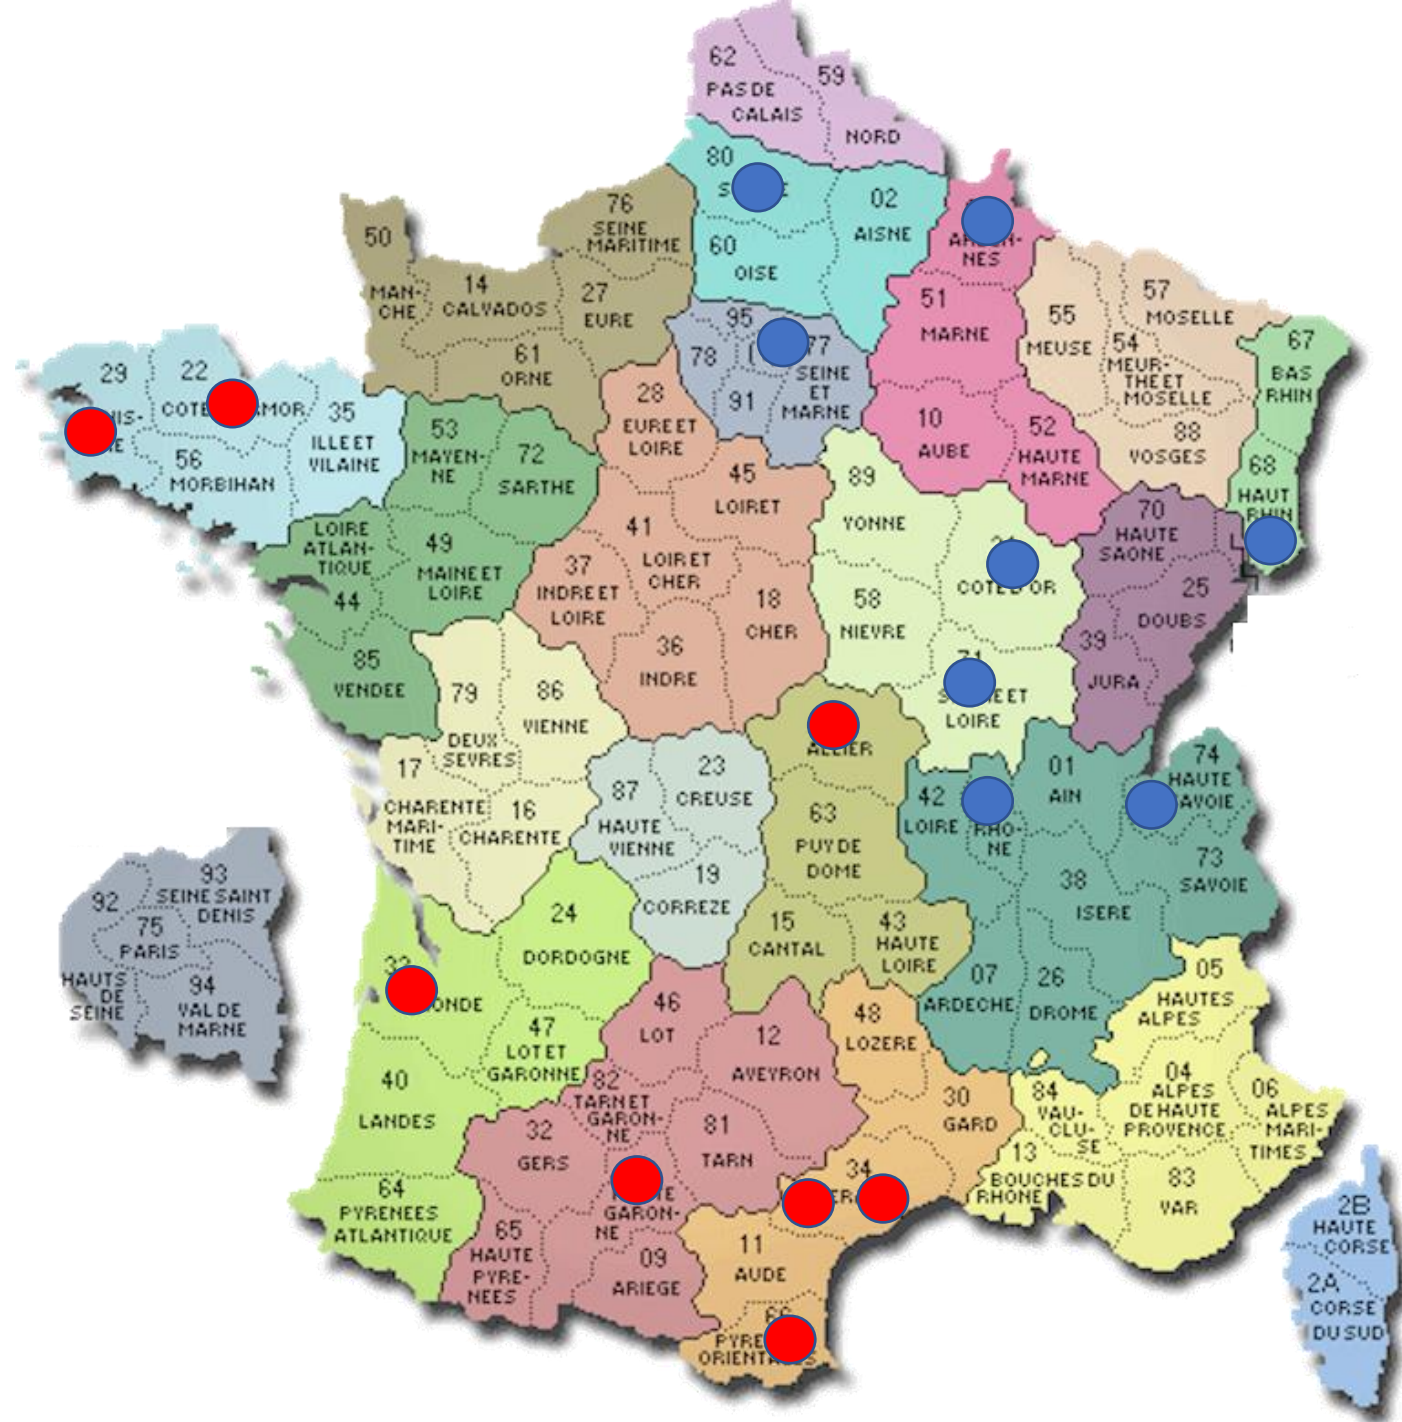 62
PAS DE
CALAIS
59
NORD
80
60
OISE
02
AISNE
76
SEINE
MARITIME
50
MAN-
CHE
14
CALVADOS
27
EURE
61
ORNE
NES
51
MARNE
10
AUBE
52
HAUTE
MARNE
55
MEUSE
57
MOSELLE
54
MEUR-
THE ET
MOSELLE
88
VOSGES
67
BAS
RHIN
68
HAUT
RHIN
95
78
91
77
SEINE
ET
MARNE
29
22
35
ILLE ET
VILAINE
56
MORBIHAN
53
MAYEN-
NE
72
SARTHE
LOIRE
ATLAN-
TIQUE
44
49
MAINE ET
LOIRE
85
VENDEE
28
EURE ET
LOIRE
45
LOIRET
41
LOIR ET
CHER
37
INDRE ET
LOIRE
18
CHER
36
INDRE
89
YONNE
58
NIEVRE
LOIRE
70
HAUTE
SAONE
25
DOUBS
39
JURA
79
DEUX
SEVRES
86
VIENNE
17
CHARENTE
MARI-
TIME
16
CHARENTE
87
HAUTE
VIENNE
23
CREUSE
19
CORREZE
ALLIER
63
PUY DE
DOME
15
CANTAL
43
HAUTE
LOIRE
42
LOIRE
RHO-
NE
01
AIN
74
HAUTE
73
SAVOIE
38
ISERE
07
ARDECHE
26
DROME
92
HAUTS
DE
SEINE
93
SEINE SAINT
DENIS
75
PARIS
94
VAL DE
MARNE
24
DORDOGNE
47
LOT ET
GARONNE
40
LANDES
64
PYRENEES
ATLANTIQUE
46
LOT
12
AVEYRON
82
TARN ET
GARON-
NE
32
GERS
81
TARN
GARON-
NE
65
HAUTE
PYRE-
NEES
09
ARIEGE
48
LOZERE
30
GARD
34
11
AUDE
05
HAUTES
ALPES
04
ALPES
DE HAUTE
PROVENCE
06
ALPES
MARI-
TIMES
84
VAU-
CLU-
SE
13
BOUCHES DU
RHONE
83
VAR
2B
HAUTE
CORSE
2A
CORSE
DU SUD